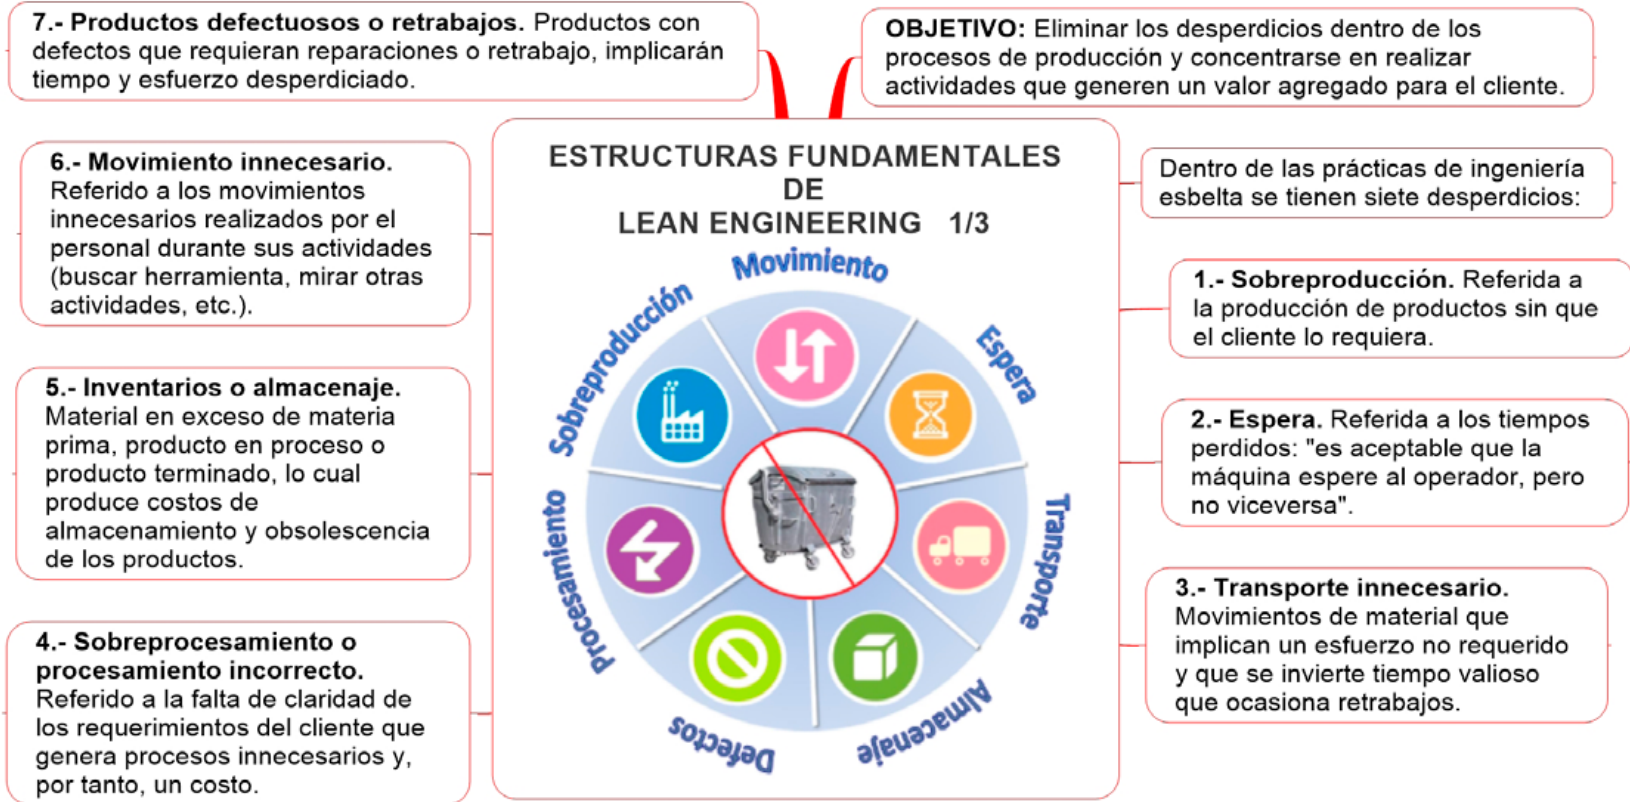 7.- Productos defectuosos o retrabajos. Productos con
defectos que requieran reparaciones o retrabajo, implicarán
tiempo y esfuerzo desperdiciado.
OBJETIVO: Eliminar los desperdicios dentro de los
procesos de producción y concentrarse en realizar
actividades que generen un valor agregado para el cliente.
6.- Movimiento innecesario.
Referido a los movimientos
innecesarios realizados por el
personal durante sus actividades
(buscar herramienta, mirar otras
actividades, etc.).
5.- Inventarios o almacenaje.
Material en exceso de materia
prima, producto en proceso o
producto terminado, lo cual
produce costos de
almacenamiento y obsolescencia
de los productos.
4.- Sobreprocesamiento o
procesamiento incorrecto.
Referido a la falta de claridad de
los requerimientos del cliente que
genera procesos innecesarios y,
por tanto, un costo.
ESTRUCTURAS FUNDAMENTALES
DE
LEAN ENGINEERING 1/3
Movimiento
Espera
Transporte
Almacenaje
Defectos
Procesamiento
Sobreproducción
Dentro de las prácticas de ingeniería
esbelta se tienen siete desperdicios:
1.- Sobreproducción. Referida a
la producción de productos sin que
el cliente lo requiera.
2.- Espera. Referida a los tiempos
perdidos: "es aceptable que la
máquina espere al operador, pero
no viceversa".
3.- Transporte innecesario.
Movimientos de material que
implican un esfuerzo no requerido
y que se invierte tiempo valioso
que ocasiona retrabajos.